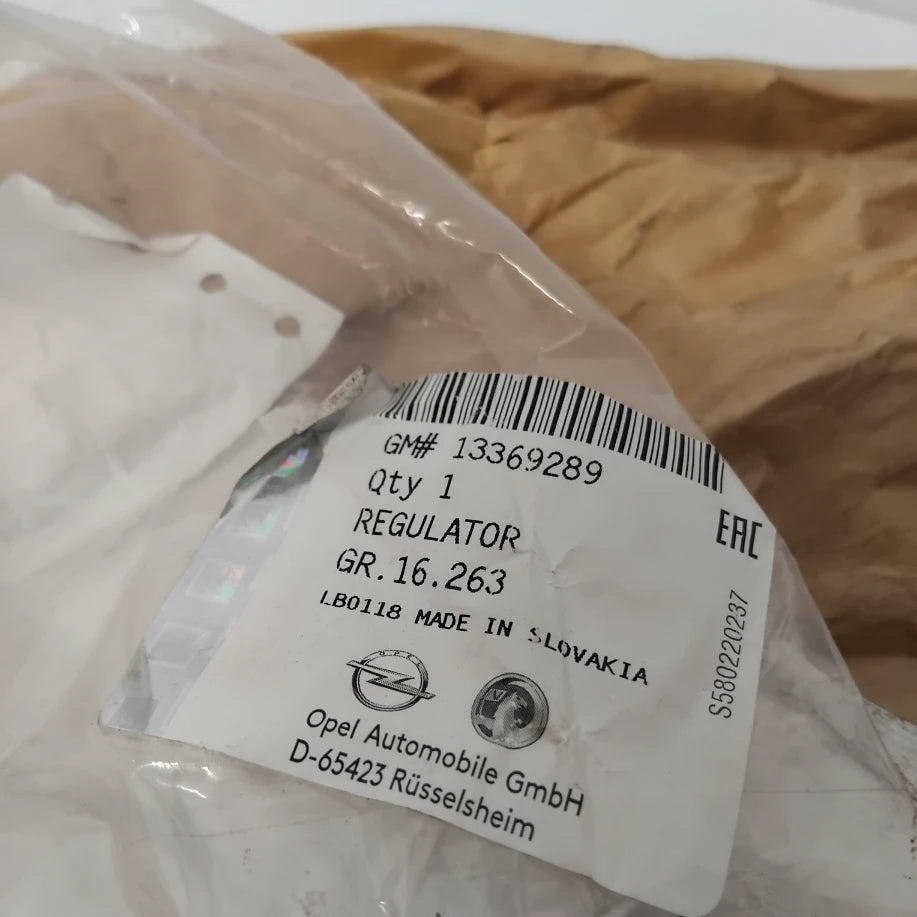 GM# 13369289
Qty 1
REGULATOR
GR.16.263
LB0118 MADE IN SLOVAKIA
OPEL
Opel Automobile GmbH
D-65423 Rüsselsheim
EAC
S580220237